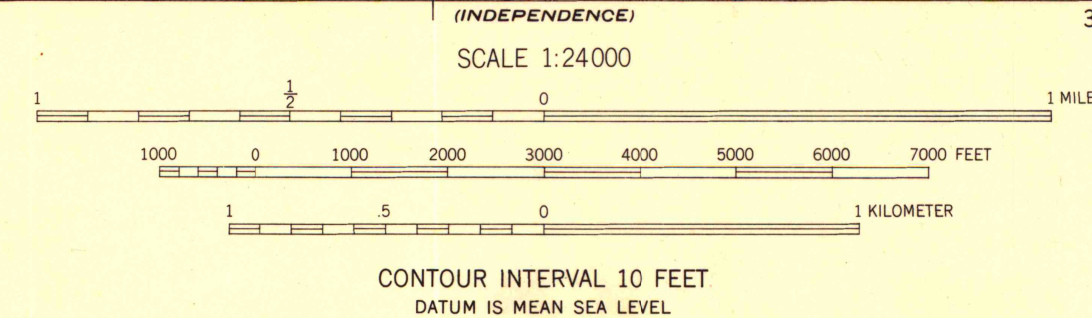 (INDEPENDENCE) 3
SCALE 1:24000
1 1/2 0 1 MILE
1000 0 1000 2000 3000 4000 5000 6000 7000 FEET
1 .5 0 1 KILOMETER
CONTOUR INTERVAL 10 FEET
DATUM IS MEAN SEA LEVEL